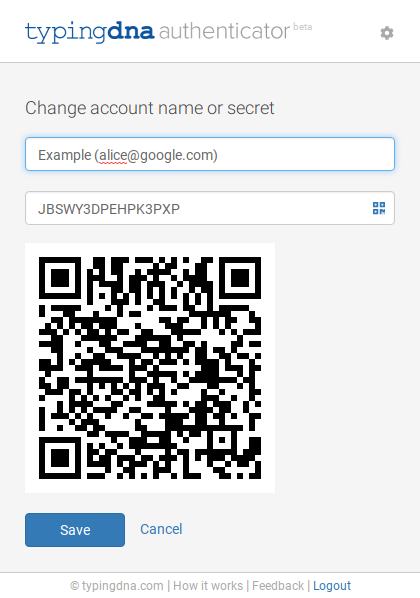 typingdna authenticator beta
Change account name or secret
Example (alice@google.com)
JBSWY3DPEHPK3PXP
Save Cancel
© typingdna.com | How it works | Feedback | Logout